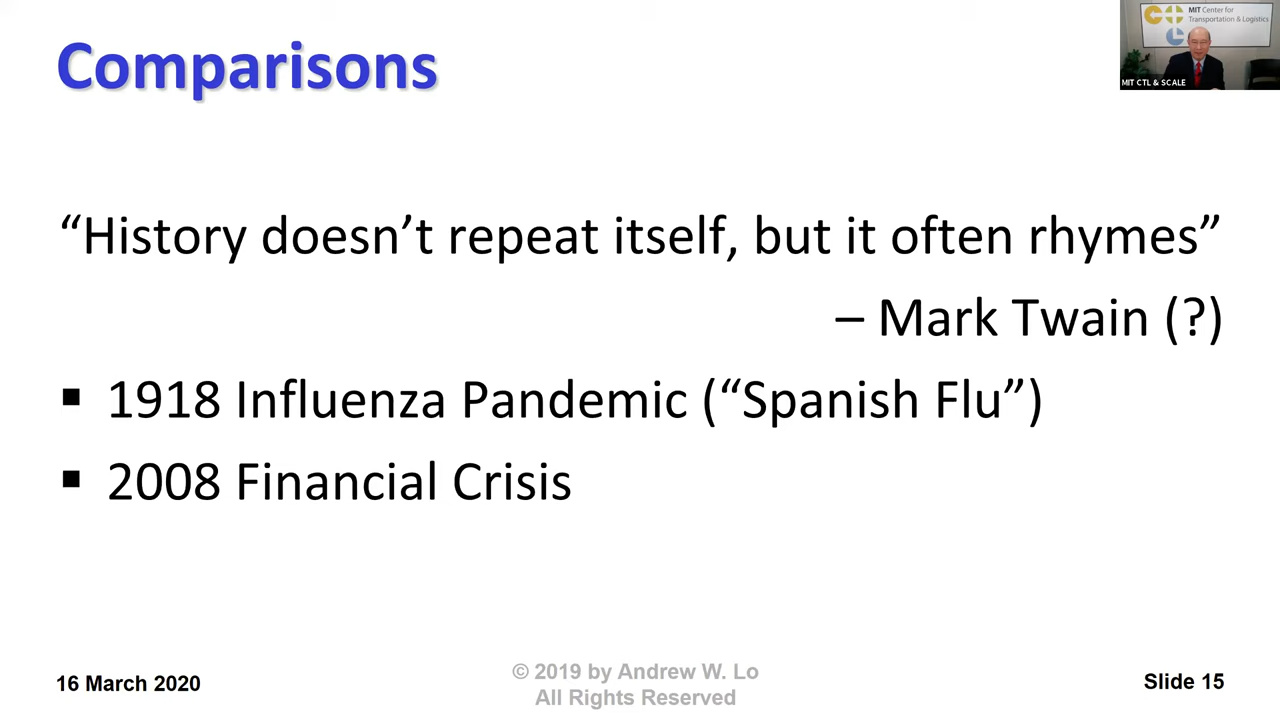 Comparisons
MIT Center for
Transportation & Logistics
MIT CTL & SCALE
“History doesn’t repeat itself, but it often rhymes”
– Mark Twain (?)
▪ 1918 Influenza Pandemic (“Spanish Flu”)
▪ 2008 Financial Crisis
16 March 2020
© 2019 by Andrew W. Lo
All Rights Reserved
Slide 15